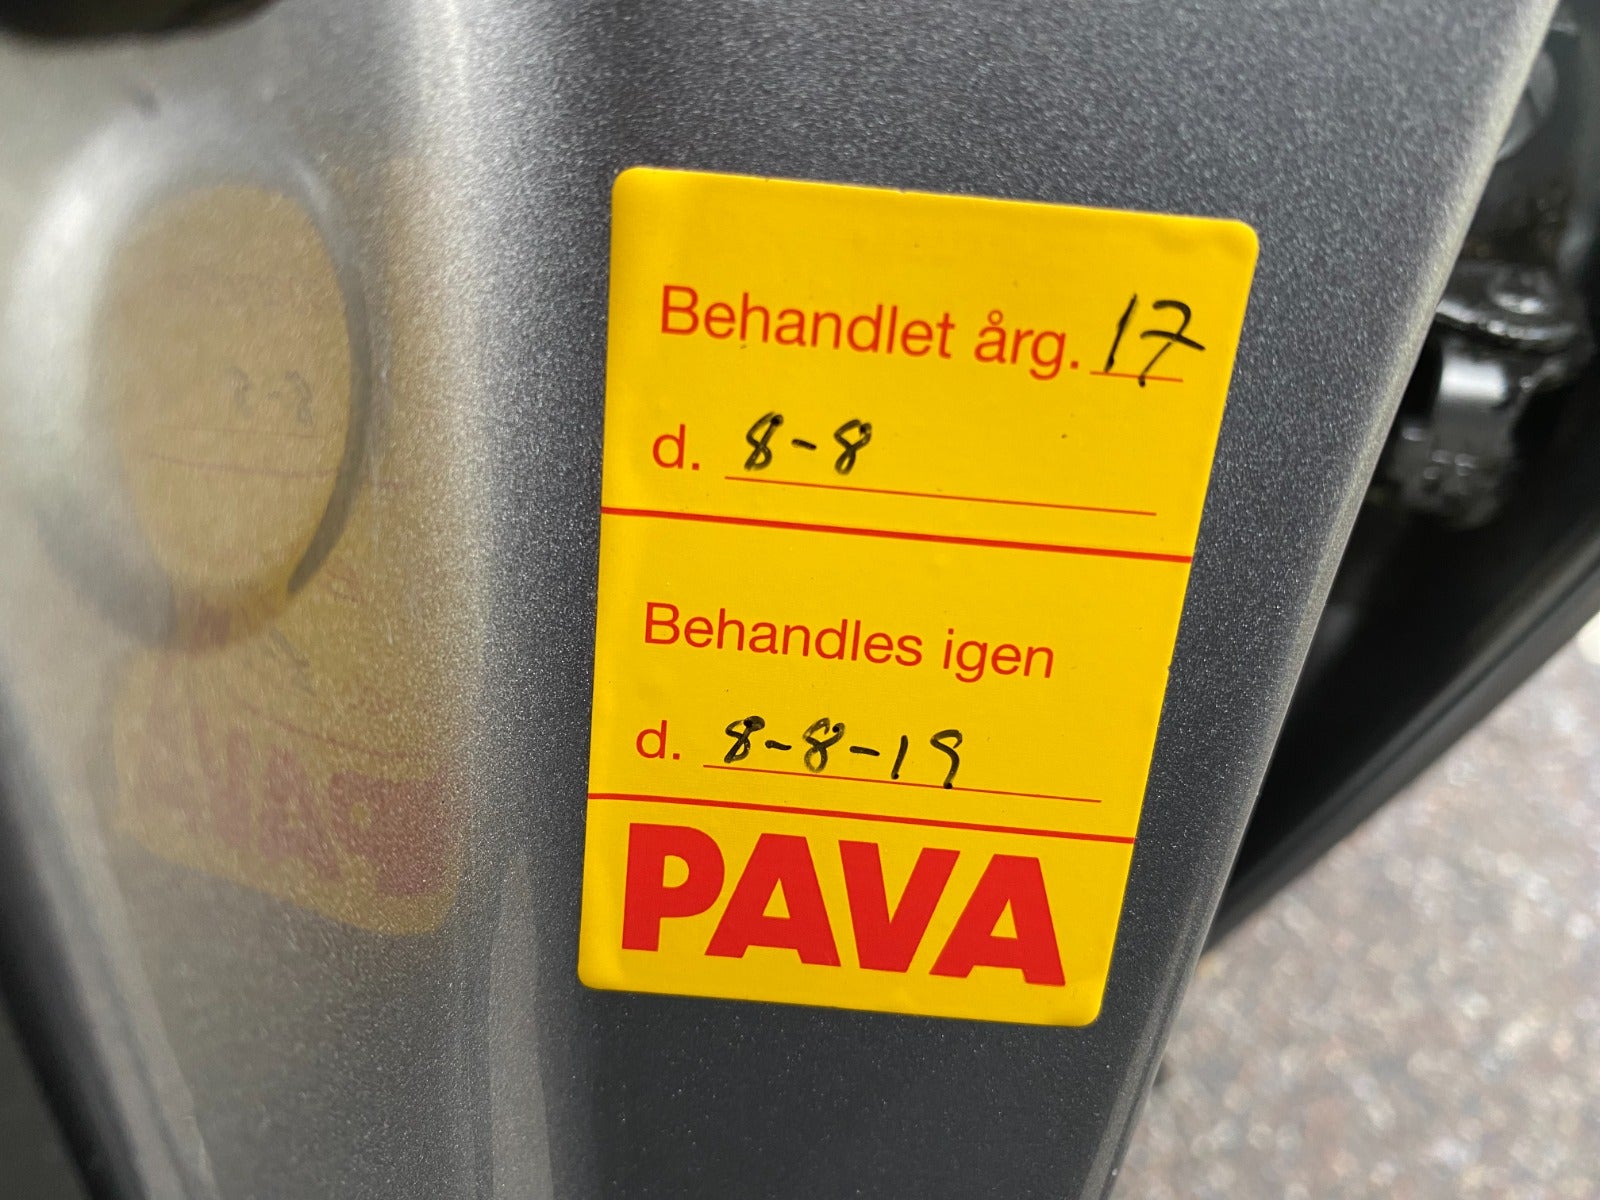 Behandlet årg. 17
d. 8-8
Behandles igen
d. 8-8-19
PAVA